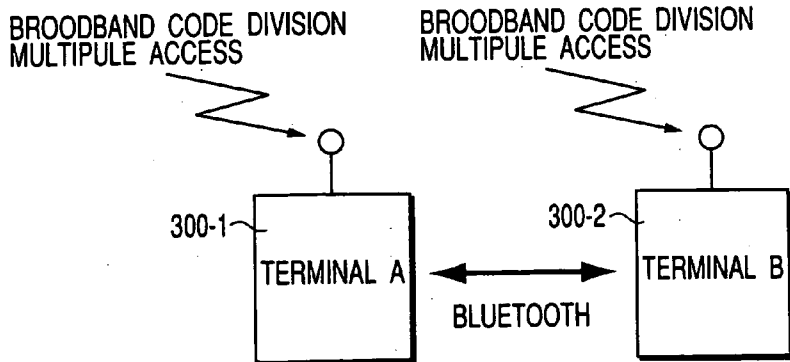 BROODBAND CODE DIVISION
MULTIPULE ACCESS
BROODBAND CODE DIVISION
MULTIPULE ACCESS
300-1
TERMINAL A
300-2
TERMINAL B
BLUETOOTH